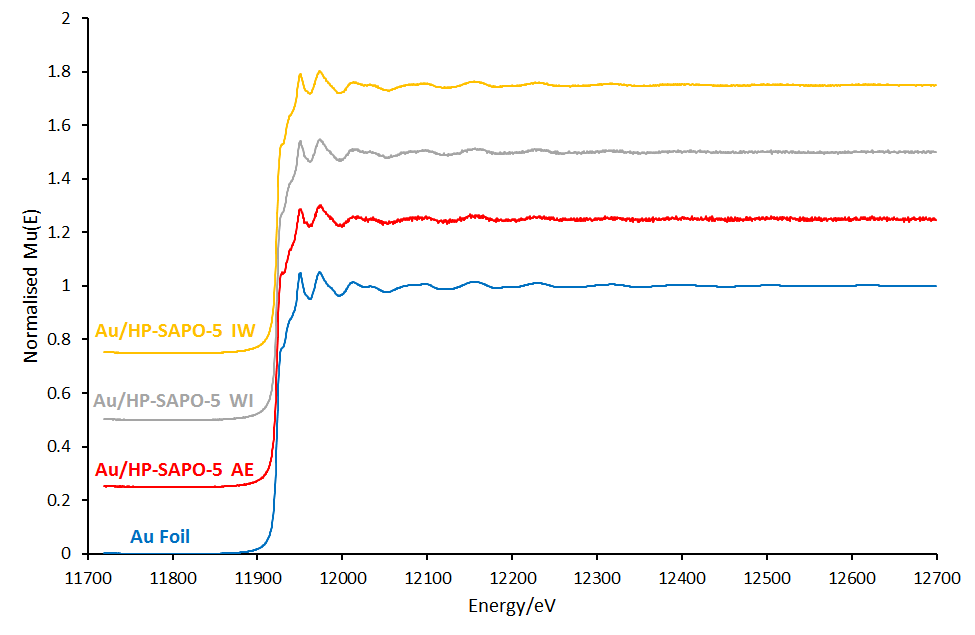 2
1.8
1.6
1.4
1.2
1
0.8
0.6
0.4
0.2
0
Normalised Mu(E)
Au/HP-SAPO-5 IW
Au/HP-SAPO-5 WI
Au/HP-SAPO-5 AE
Au Foil
11700 11800 11900 12000 12100 12200 12300 12400 12500 12600 12700
Energy/eV